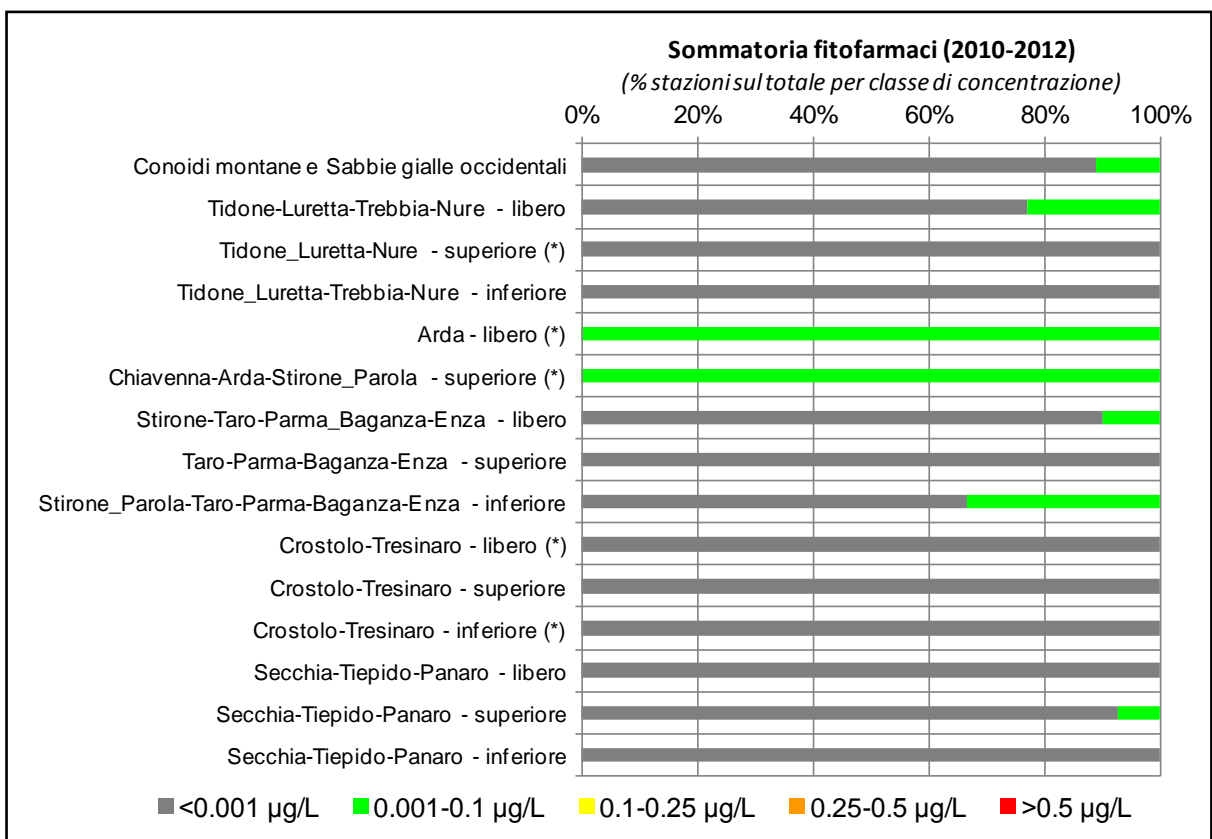 Sommatoria fitofarmaci (2010-2012)
(% stazioni sul totale per classe di concentrazione)
0% 20% 40% 60% 80% 100%
Conoidi montane e Sabbie gialle occidentali
Tidone-Luretta-Trebbia-Nure - libero
Tidone_Luretta-Nure - superiore (*)
Tidone_Luretta-Trebbia-Nure - inferiore
Arda - libero (*)
Chiavenna-Arda-Stirone_Parola - superiore (*)
Stirone-Taro-Parma_Baganza-Enza - libero
Taro-Parma-Baganza-Enza - superiore
Stirone_Parola-Taro-Parma-Baganza-Enza - inferiore
Crostolo-Tresinaro - libero (*)
Crostolo-Tresinaro - superiore
Crostolo-Tresinaro - inferiore (*)
Secchia-Tiepido-Panaro - libero
Secchia-Tiepido-Panaro - superiore
Secchia-Tiepido-Panaro - inferiore
<0.001 µg/L 0.001-0.1 µg/L 0.1-0.25 µg/L 0.25-0.5 µg/L >0.5 µg/L